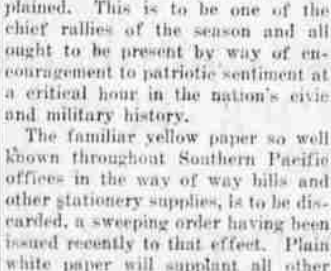 plained. This is to be one of the
chief rallies of the season and all
ought to be present by way of en-
couragement to patriotic sentiment at
a critical hour in the nation's civic
and military history.
The familiar yellow paper so well
known throughout Southern Pacific
offices in the way of way bills and
other stationery supplies, is to be dis-
carded, a sweeping order having been
issued recently to that effect. Plain
white paper will supplant all other